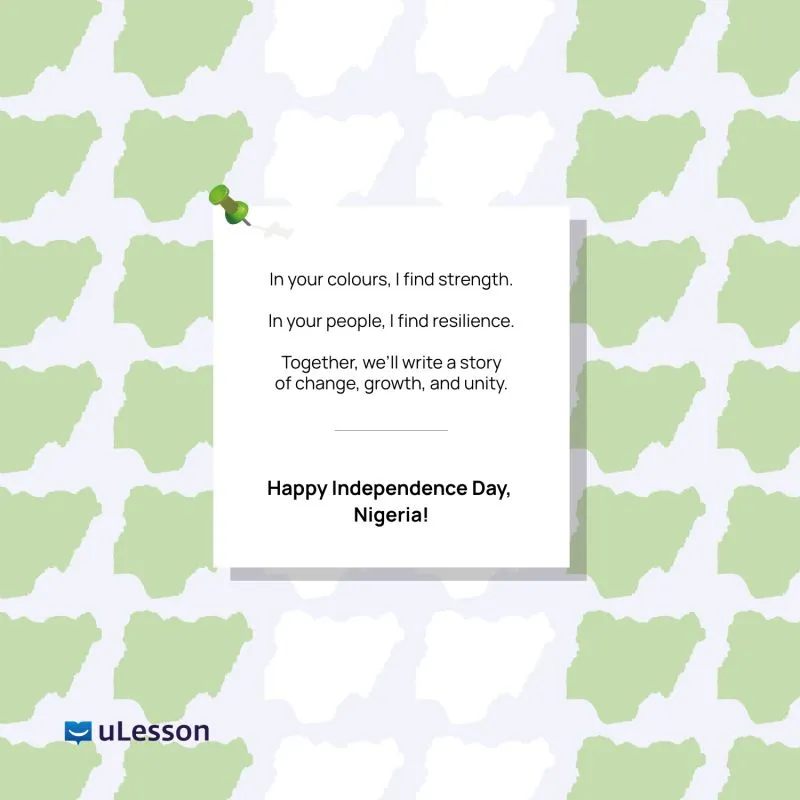 In your colours, I find strength.
In your people, I find resilience.
Together, we'll write a story
of change, growth, and unity.
Happy Independence Day,
Nigeria!
uLesson